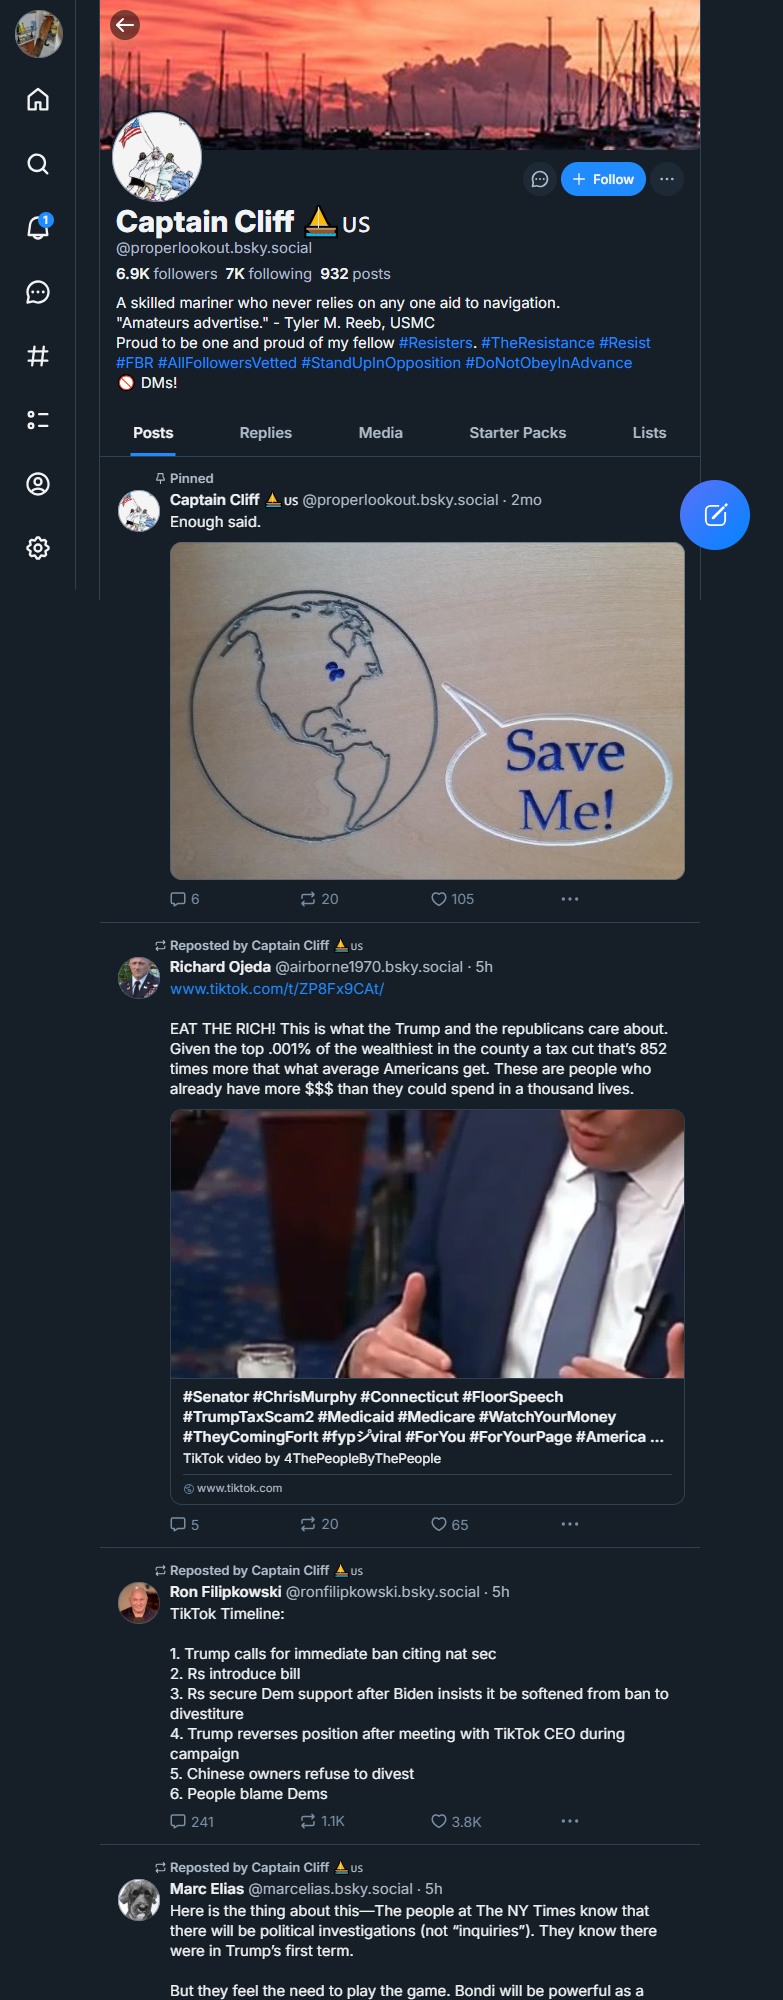 1
Follow
Captain Cliff ⛵ US
@properlookout.bsky.social
6.9K followers 7K following 932 posts
A skilled mariner who never relies on any one aid to navigation.
"Amateurs advertise." - Tyler M. Reeb, USMC
Proud to be one and proud of my fellow #Resisters. #TheResistance #Resist
#FBR #AllFollowersVetted #StandUpInOpposition #DoNotObeyInAdvance
🚫 DMs!
Posts Replies Media Starter Packs Lists
Pinned
Captain Cliff ⛵ US @properlookout.bsky.social · 2mo
Enough said.
Save
Me!
6 20 105
Reposted by Captain Cliff ⛵ US
Richard Ojeda @airborne1970.bsky.social · 5h
www.tiktok.com/t/ZP8Fx9CAt/
EAT THE RICH! This is what the Trump and the republicans care about.
Given the top .001% of the wealthiest in the county a tax cut that’s 852
times more that what average Americans get. These are people who
already have more $$$ than they could spend in a thousand lives.
#Senator #ChrisMurphy #Connecticut #FloorSpeech
#TrumpTaxScam2 #Medicaid #Medicare #WatchYourMoney
#TheyComingForIt #fypシ゚viral #ForYou #ForYourPage #America ...
TikTok video by 4ThePeopleByThePeople
www.tiktok.com
5 20 65
Reposted by Captain Cliff ⛵ US
Ron Filipkowski @ronfilipkowski.bsky.social · 5h
TikTok Timeline:
1. Trump calls for immediate ban citing nat sec
2. Rs introduce bill
3. Rs secure Dem support after Biden insists it be softened from ban to
divestiture
4. Trump reverses position after meeting with TikTok CEO during
campaign
5. Chinese owners refuse to divest
6. People blame Dems
241 1.1K 3.8K
Reposted by Captain Cliff ⛵ US
Marc Elias @marcelias.bsky.social · 5h
Here is the thing about this—The people at The NY Times know that
there will be political investigations (not “inquiries”). They know there
were in Trump’s first term.
But they feel the need to play the game. Bondi will be powerful as a